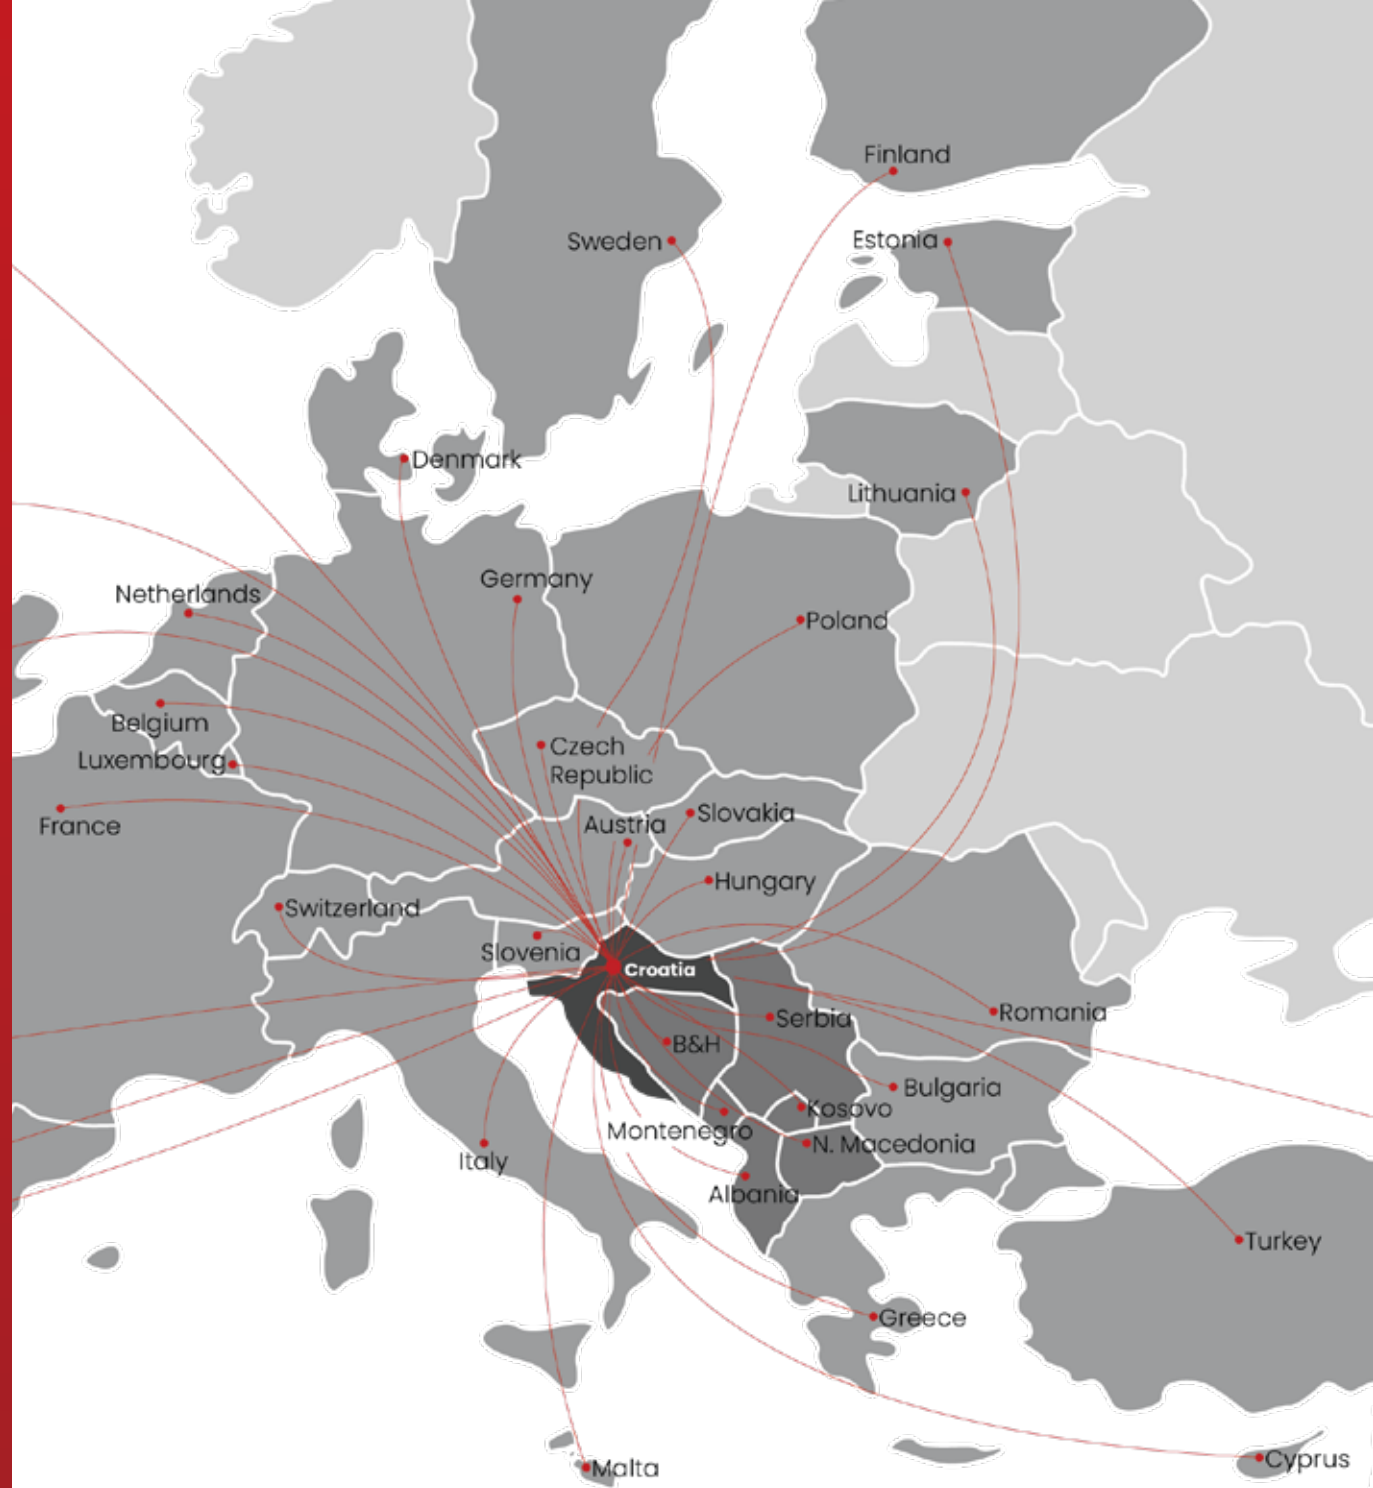 Finland
Sweden
Estonia
Denmark
Lithuania
Germany
Netherlands
Poland
Belgium
Czech
Republic
Luxembourg
Slovakia
France
Austria
Hungary
Switzerland
Slovenia
Croatia
Romania
Serbia
B&H
Bulgaria
Kosovo
Montenegro
N. Macedonia
Italy
Albania
Turkey
Greece
Cyprus
Malta